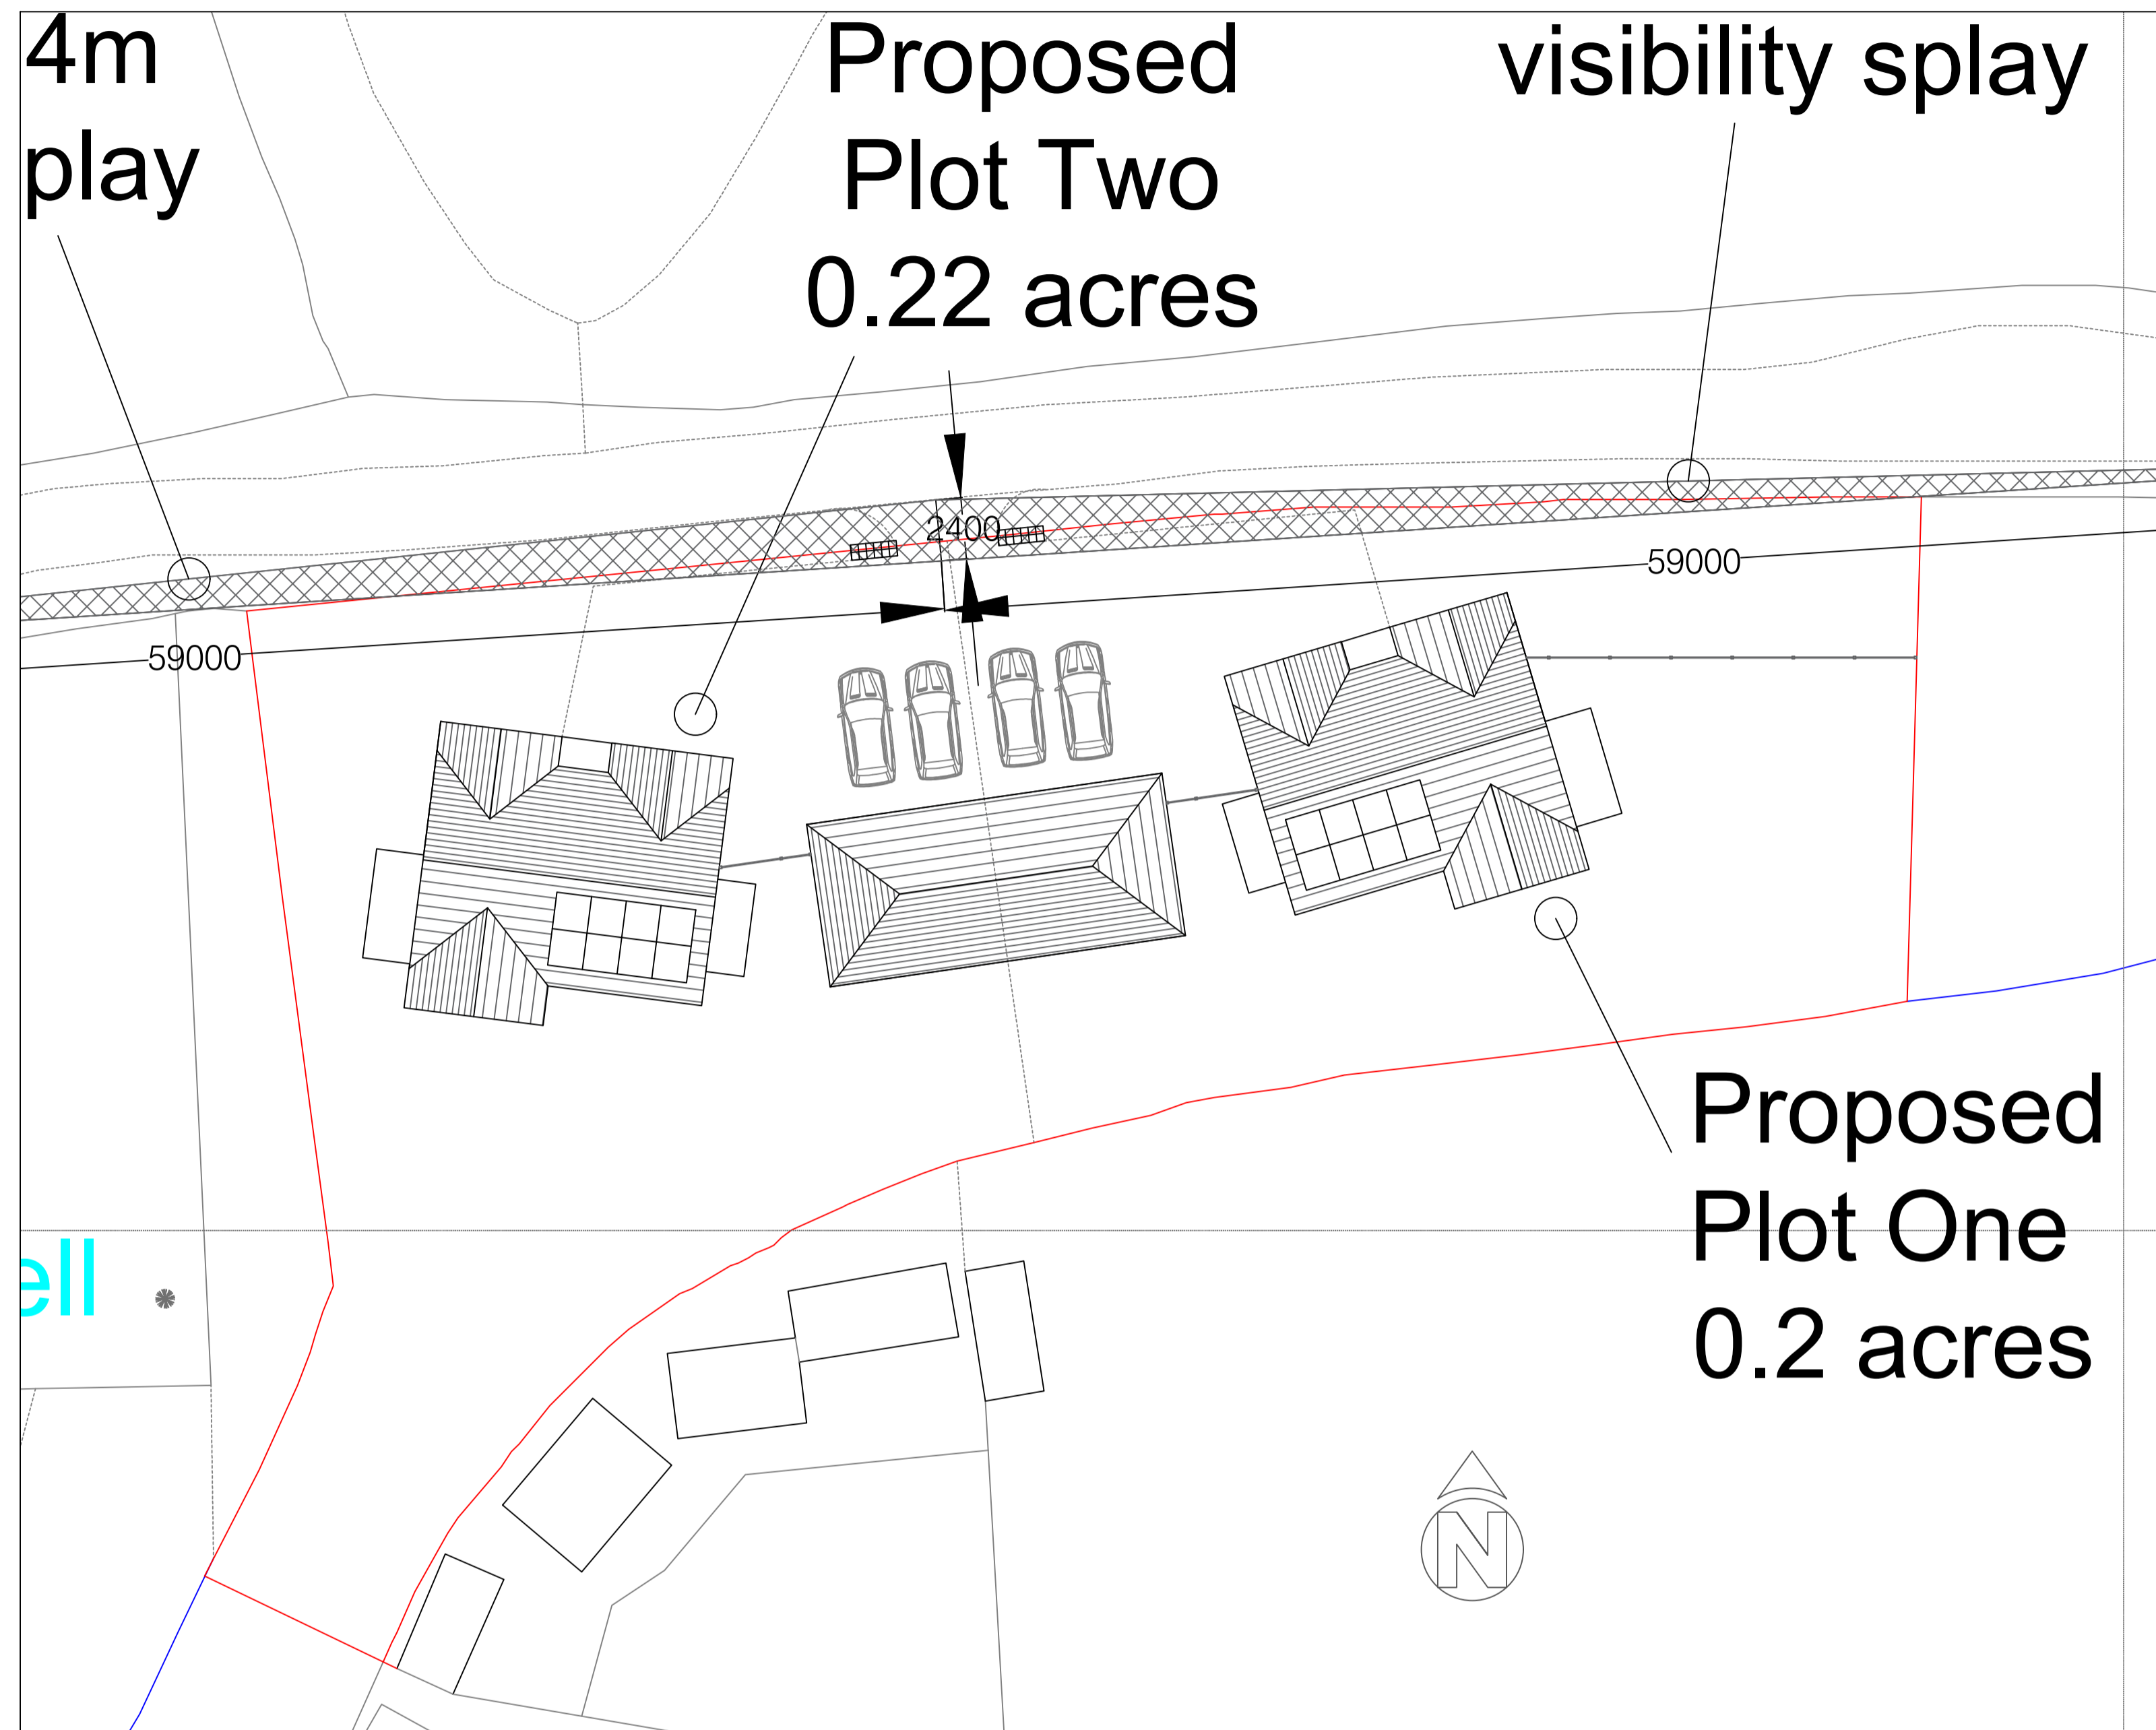 4m
play
Proposed
Plot Two
0.22 acres
visibility splay
2400
59000
59000
Proposed
Plot One
0.2 acres
ell
N